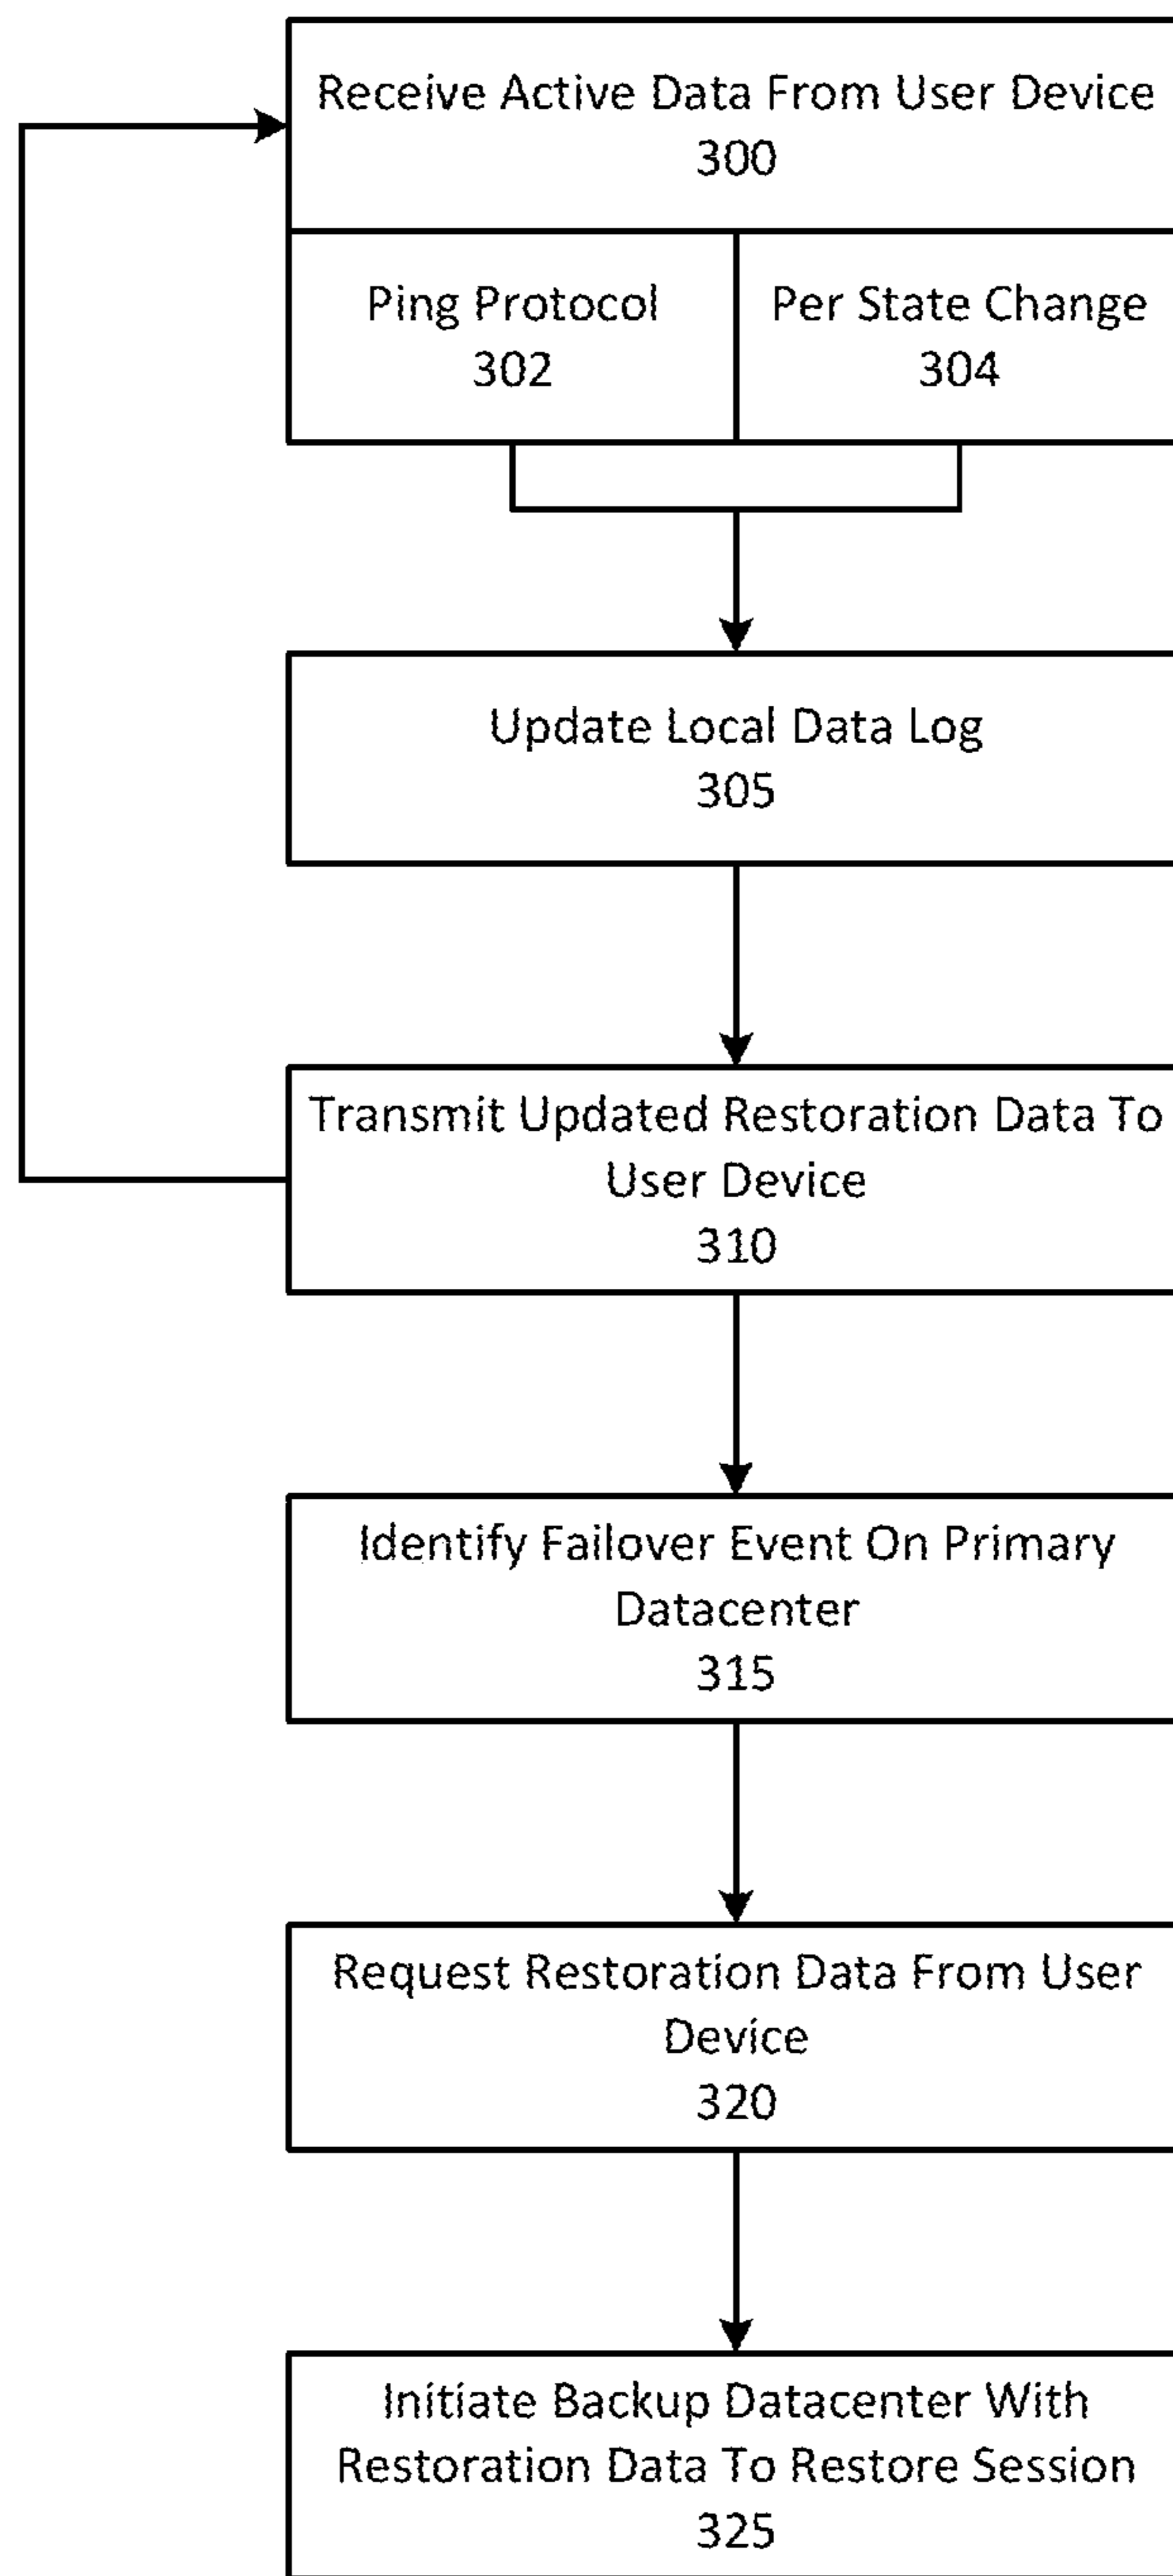 Receive Active Data From User Device
300
Ping Protocol
302
Per State Change
304
Update Local Data Log
305
Transmit Updated Restoration Data To
User Device
310
Identify Failover Event On Primary
Datacenter
315
Request Restoration Data From User
Device
320
Initiate Backup Datacenter With
Restoration Data To Restore Session
325